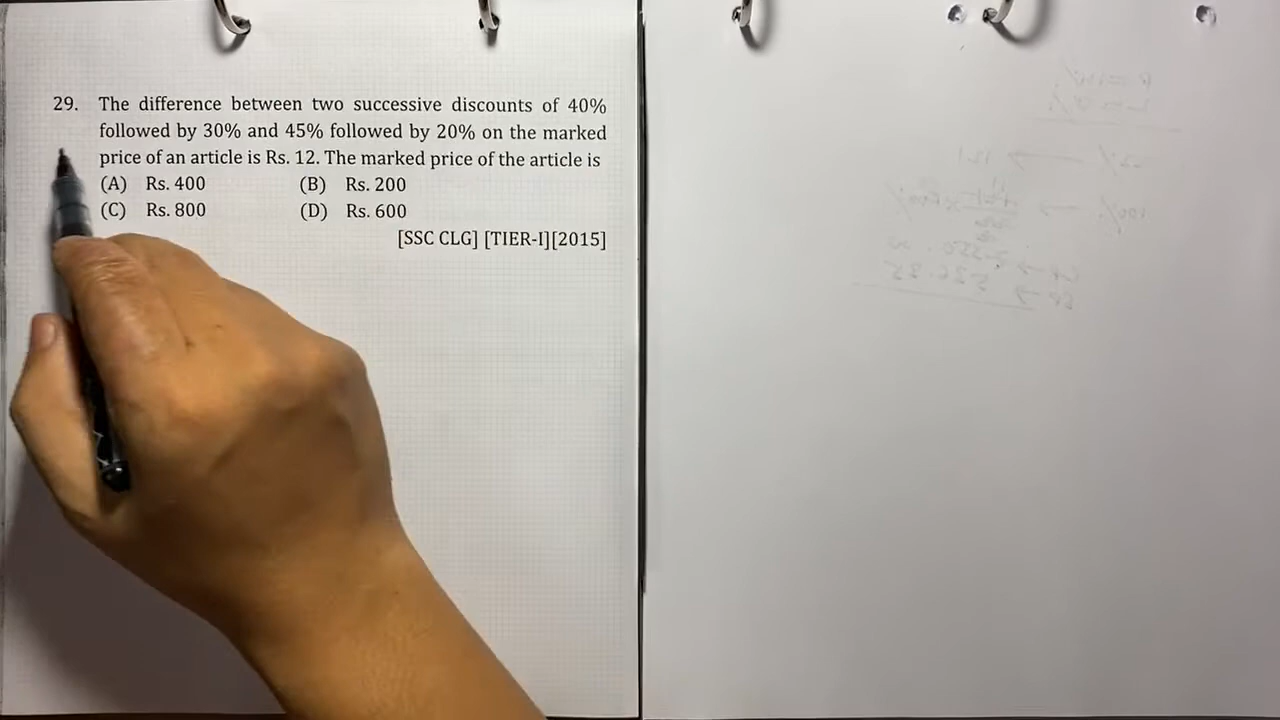 29. The difference between two successive discounts of 40%
followed by 30% and 45% followed by 20% on the marked
price of an article is Rs. 12. The marked price of the article is
(A) Rs. 400 (B) Rs. 200
(C) Rs. 800 (D) Rs. 600
[SSC CLG] [TIER-I][2015]